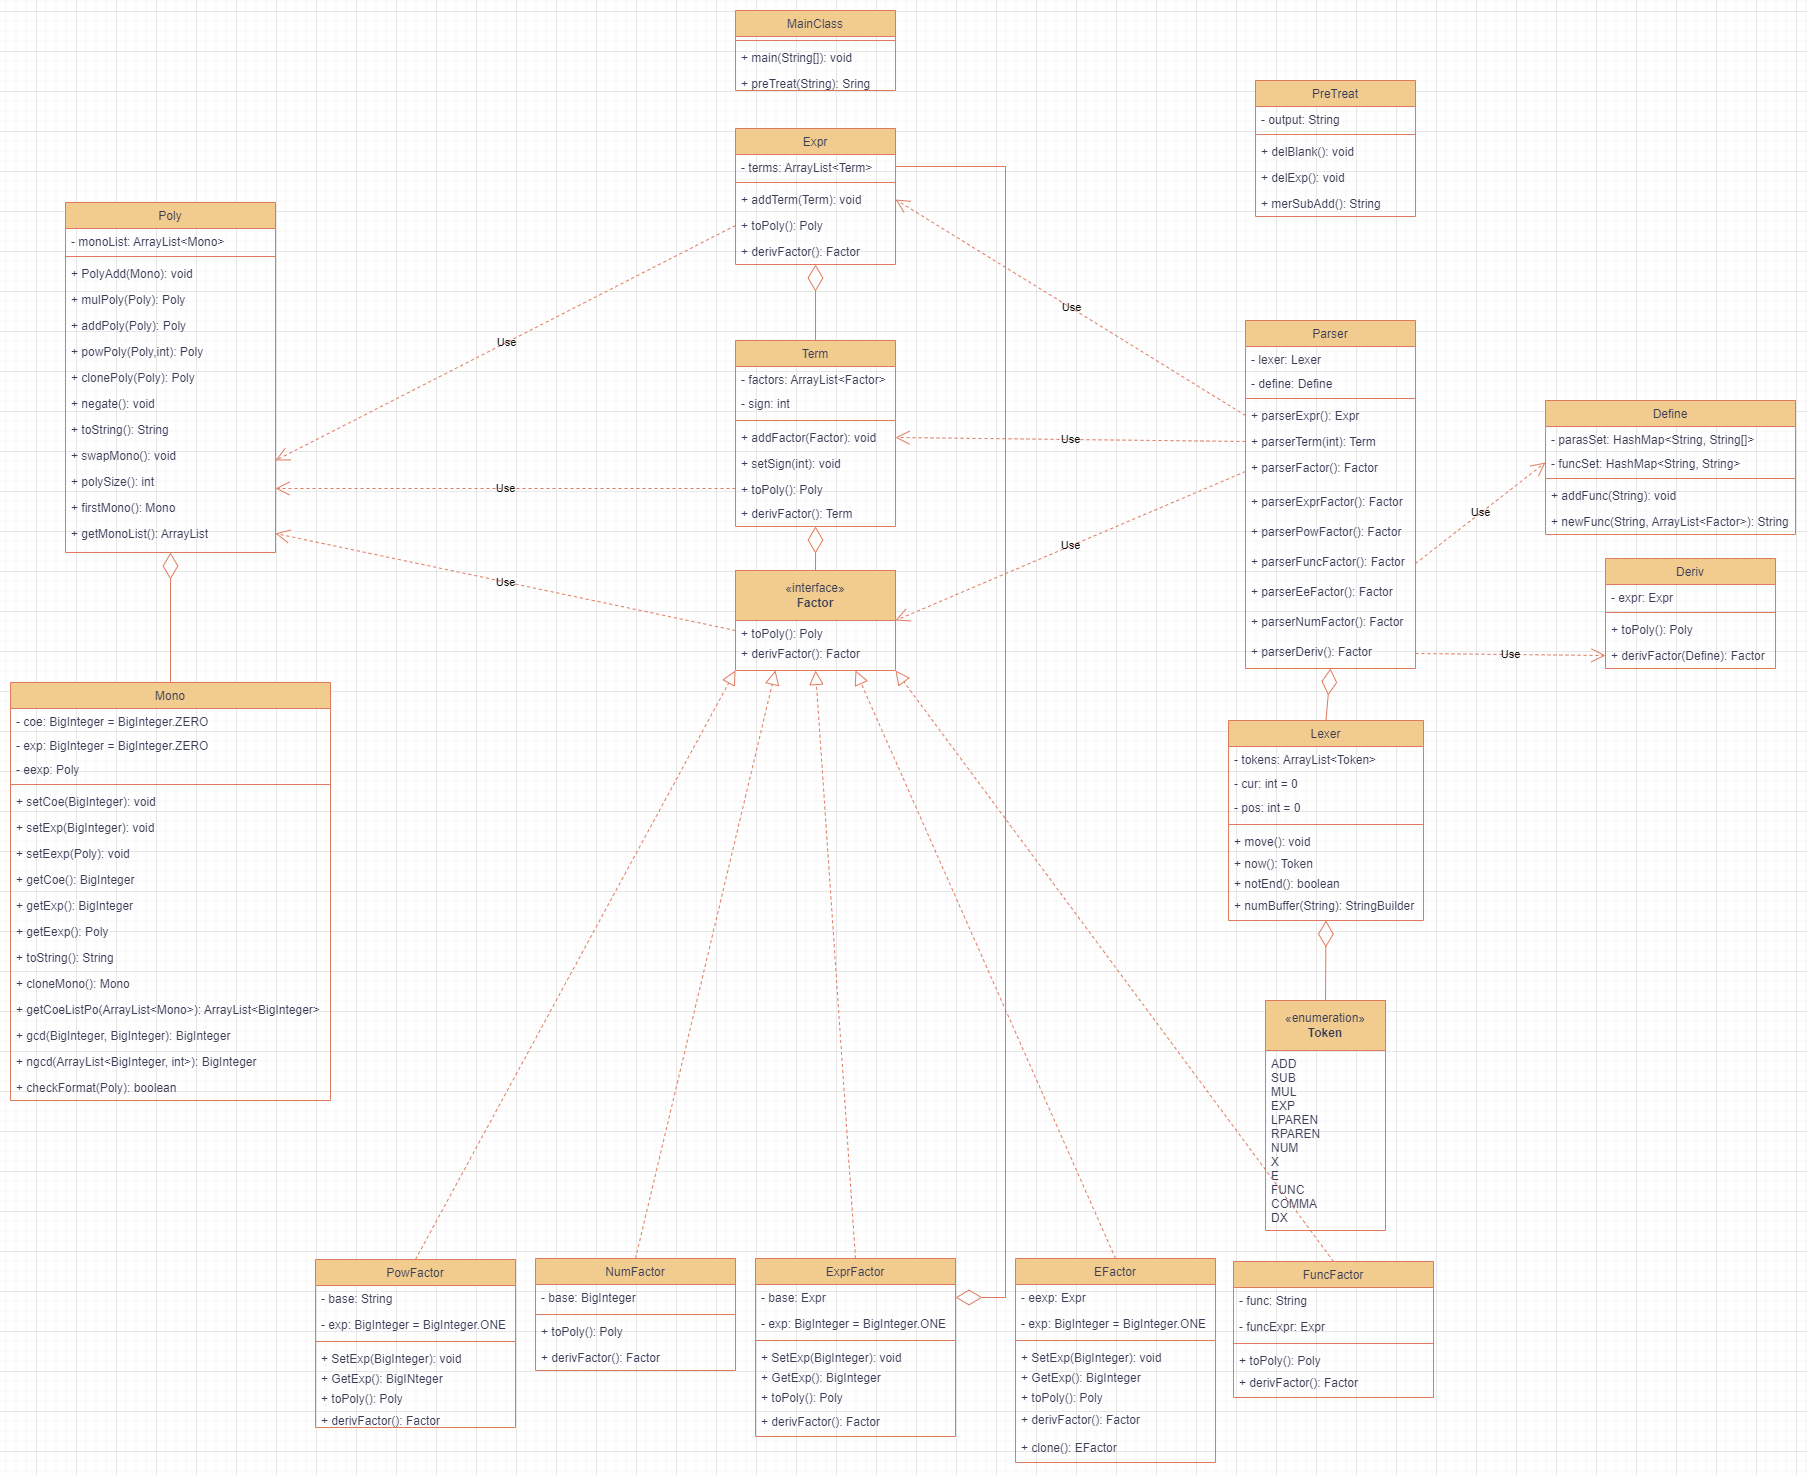 MainClass
+ main(String[]): void
+ preTreat(String): Sring
PreTreat
- output: String
+ delBlank(): void
+ delExp(): void
+ merSubAdd(): String
Expr
- terms: ArrayList<Term>
+ addTerm(Term): void
+ toPoly(): Poly
+ derivFactor(): Factor
Poly
- monoList: ArrayList<Mono>
+ PolyAdd(Mono): void
+ mulPoly(Poly): Poly
+ addPoly(Poly): Poly
+ powPoly(Poly,int): Poly
+ clonePoly(Poly): Poly
+ negate(): void
+ toString(): String
+ swapMono(): void
+ polySize(): int
+ firstMono(): Mono
+ getMonoList(): ArrayList
Use
Use
Use
Term
- factors: ArrayList<Factor>
- sign: int
+ addFactor(Factor): void
+ setSign(int): void
+ toPoly(): Poly
+ derivFactor(): Term
Use
Use
Use
Parser
- lexer: Lexer
- define: Define
+ parserExpr(): Expr
+ parserTerm(int): Term
+ parserFactor(): Factor
+ parserExprFactor(): Factor
+ parserPowFactor(): Factor
+ parserFuncFactor(): Factor
+ parserEeFactor(): Factor
+ parserNumFactor(): Factor
+ parserDeriv(): Factor
Use
Use
Define
- parasSet: HashMap<String, String[]>
- funcSet: HashMap<String, String>
+ addFunc(String): void
+ newFunc(String, ArrayList<Factor>): String
Deriv
- expr: Expr
+ toPoly(): Poly
+ derivFactor(Define): Factor
«interface»
Factor
+ toPoly(): Poly
+ derivFactor(): Factor
Mono
- coe: BigInteger = BigInteger.ZERO
- exp: BigInteger = BigInteger.ZERO
- eexp: Poly
+ setCoe(BigInteger): void
+ setExp(BigInteger): void
+ setEexp(Poly): void
+ getCoe(): BigInteger
+ getExp(): BigInteger
+ getEexp(): Poly
+ toString(): String
+ cloneMono(): Mono
+ getCoeListPo(ArrayList<Mono>): ArrayList<BigInteger>
+ gcd(BigInteger, BigInteger): BigInteger
+ ngcd(ArrayList<BigInteger, int>): BigInteger
+ checkFormat(Poly): boolean
Lexer
- tokens: ArrayList<Token>
- cur: int = 0
- pos: int = 0
+ move(): void
+ now(): Token
+ notEnd(): boolean
+ numBuffer(String): StringBuilder
«enumeration»
Token
ADD
SUB
MUL
EXP
LPAREN
RPAREN
NUM
X
E
FUNC
COMMA
DX
PowFactor
- base: String
- exp: BigInteger = BigInteger.ONE
+ SetExp(BigInteger): void
+ GetExp(): BigINteger
+ toPoly(): Poly
+ derivFactor(): Factor
NumFactor
- base: BigInteger
+ toPoly(): Poly
+ derivFactor(): Factor
ExprFactor
- base: Expr
- exp: BigInteger = BigInteger.ONE
+ SetExp(BigInteger): void
+ GetExp(): BigInteger
+ toPoly(): Poly
+ derivFactor(): Factor
EFactor
- eexp: Expr
- exp: BigInteger = BigInteger.ONE
+ SetExp(BigInteger): void
+ GetExp(): BigInteger
+ toPoly(): Poly
+ derivFactor(): Factor
+ clone(): EFactor
FuncFactor
- func: String
- funcExpr: Expr
+ toPoly(): Poly
+ derivFactor(): Factor